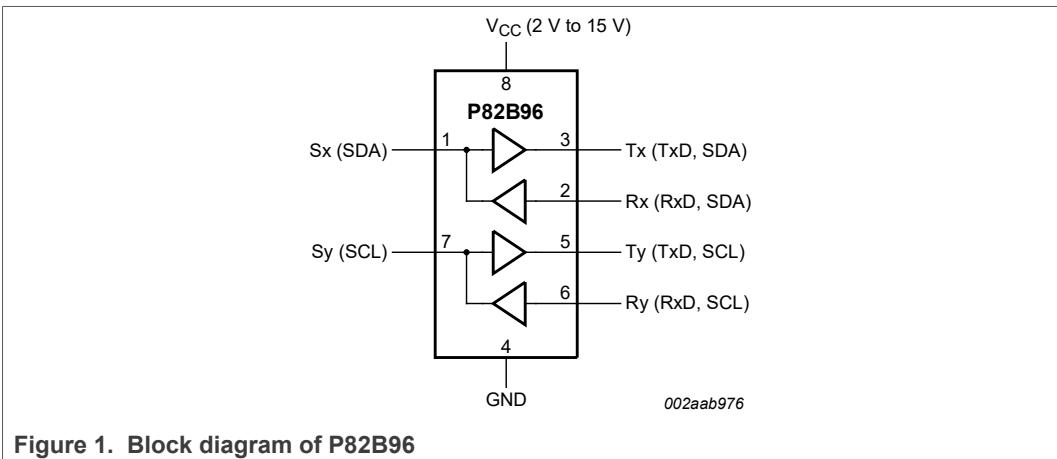 VCC (2 V to 15 V)
8
P82B96
Sx (SDA) 1 3 Tx (TxD, SDA)
2 Rx (RxD, SDA)
Sy (SCL) 7 5 Ty (TxD, SCL)
6 Ry (RxD, SCL)
4
GND
002aab976
Figure 1. Block diagram of P82B96